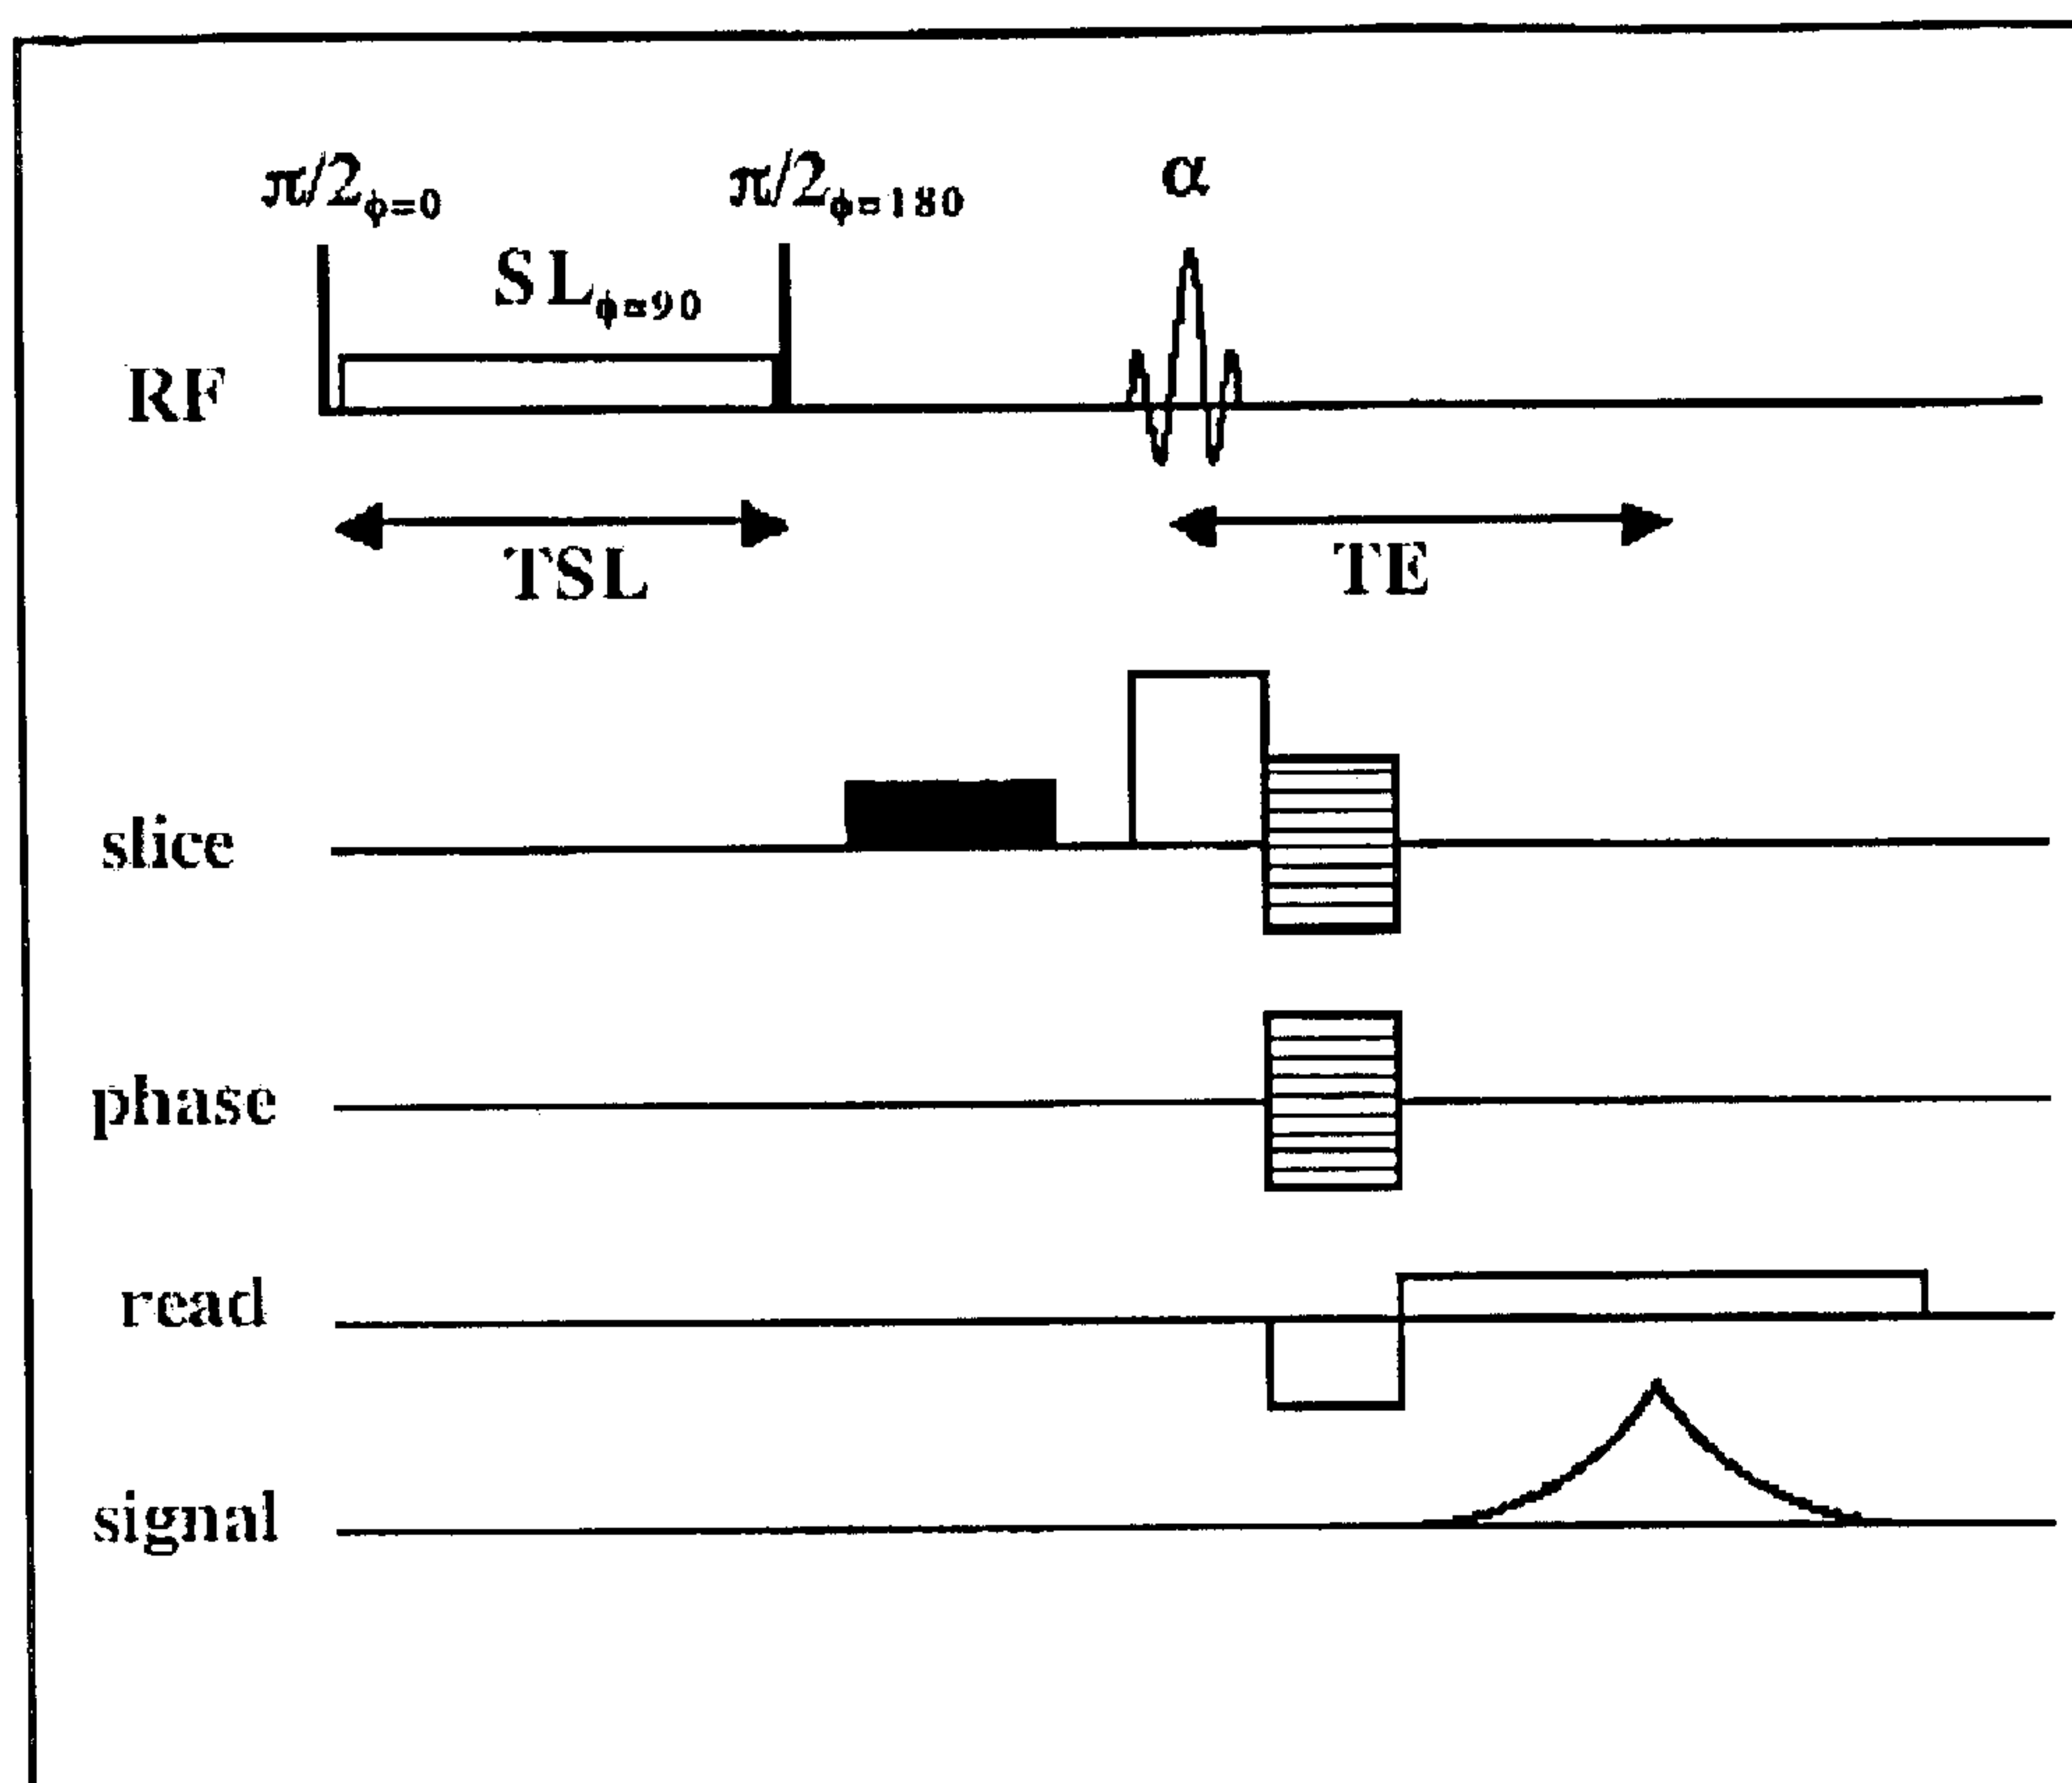 π/2φ=0 π/2φ=180 α
SLφ=90
RF
TSL TE
slice
phase
read
signal